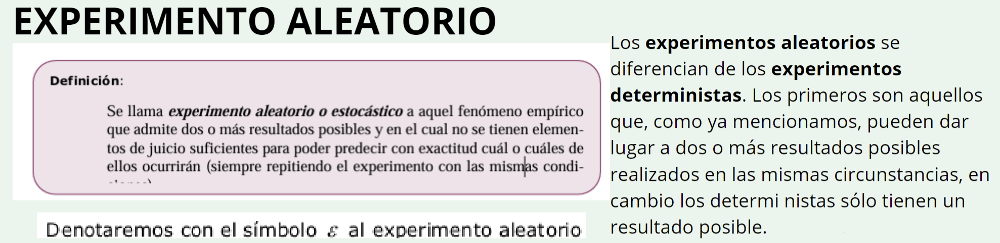 EXPERIMENTO ALEATORIO
Definición:
Se llama experimento aleatorio o estocástico a aquel fenómeno empírico
que admite dos o más resultados posibles y en el cual no se tienen elemen-
tos de juicio suficientes para poder predecir con exactitud cuál o cuáles de
ellos ocurrirán (siempre repitiendo el experimento con las mismas condi-
Denotaremos con el símbolo ε al experimento aleatorio
Los experimentos aleatorios se
diferencian de los experimentos
deterministas. Los primeros son aquellos
que, como ya mencionamos, pueden dar
lugar a dos o más resultados posibles
realizados en las mismas circunstancias, en
cambio los determi nistas sólo tienen un
resultado posible.